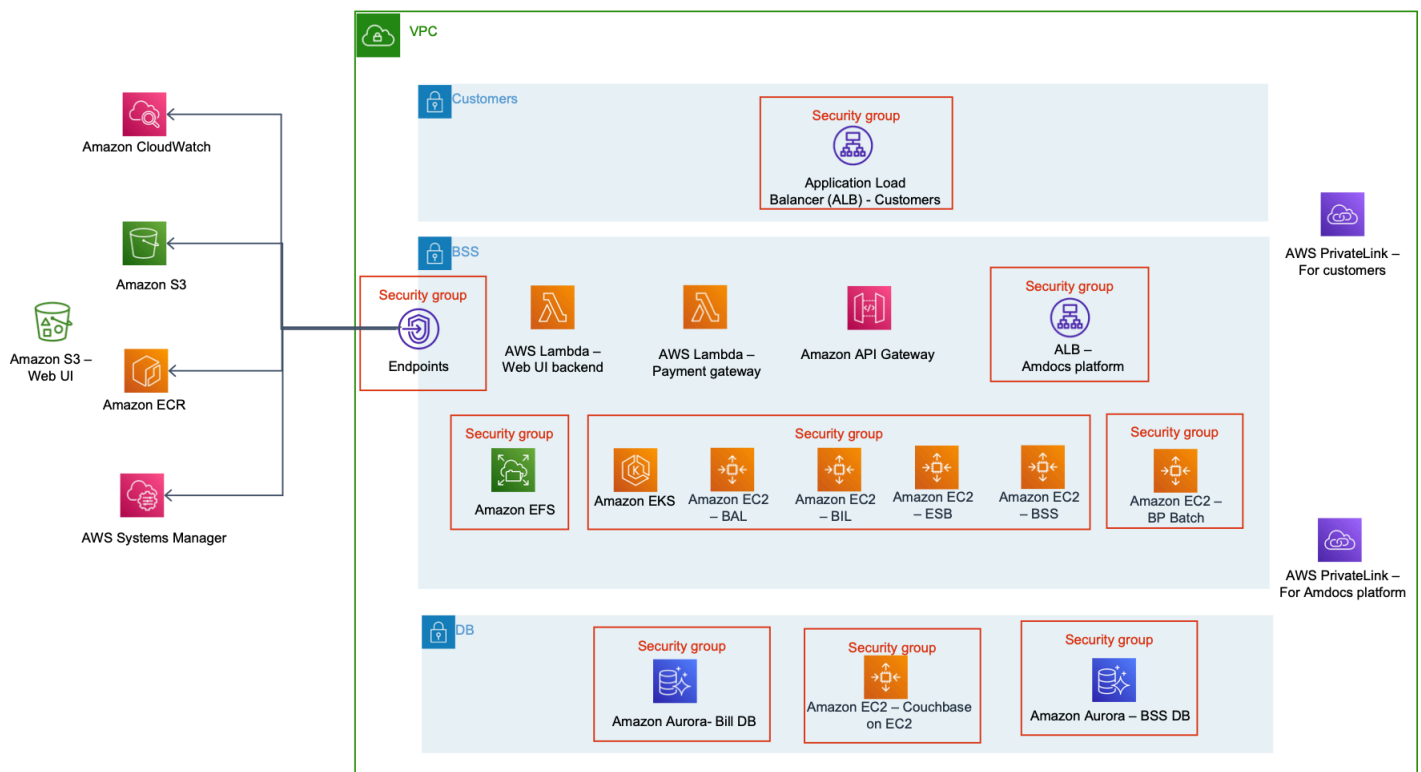 VPC
Customers
Security group
Application Load
Balancer (ALB) - Customers
Amazon CloudWatch
Amazon S3
Amazon S3 –
Web UI
Amazon ECR
AWS Systems Manager
BSS
Security group
Endpoints
AWS Lambda –
Web UI backend
AWS Lambda –
Payment gateway
Amazon API Gateway
Security group
ALB –
Amdocs platform
AWS PrivateLink –
For customers
Security group
Amazon EFS
Security group
Amazon EKS
Amazon EC2
– BAL
Amazon EC2
– BIL
Amazon EC2
– ESB
Amazon EC2
– BSS
Security group
Amazon EC2 –
BP Batch
AWS PrivateLink –
For Amdocs platform
DB
Security group
Amazon Aurora- Bill DB
Security group
Amazon EC2 – Couchbase
on EC2
Security group
Amazon Aurora – BSS DB